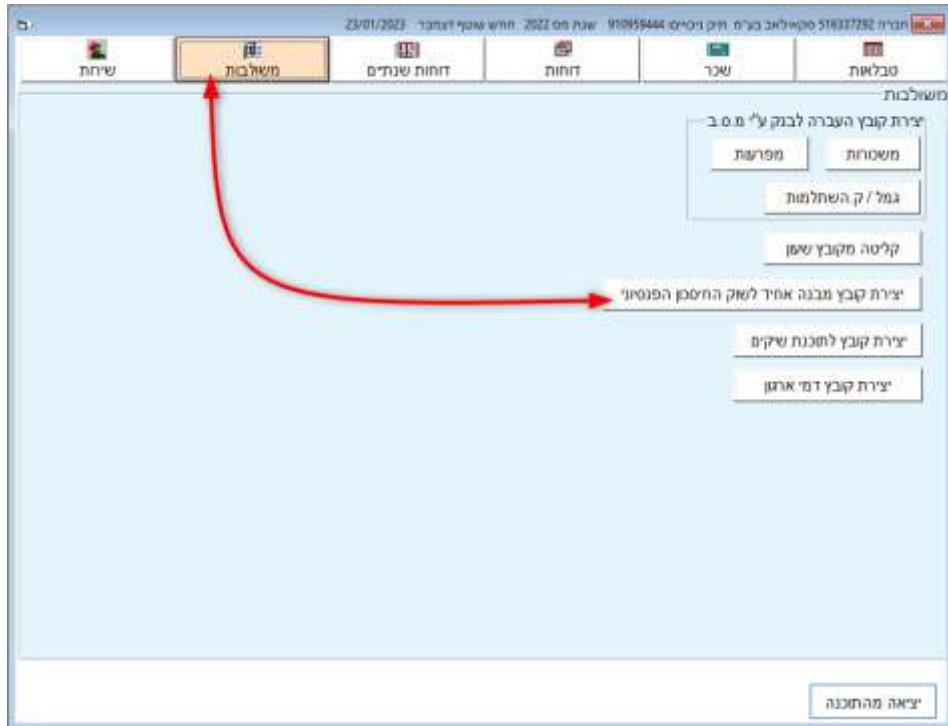 חברה 516337292 סקאילאב בע"מ תיק ניכויים: 910959444 שנת מס 2022 חודש שוטף דצמבר 23/01/2023
טבלאות שכר דוחות דוחות שנתיים משולבות שירות
משולבות
יצירת קובץ העברה לבנק ע"י מ.ס.ב
משכורות מפרעות
גמל / ק.השתלמות
קליטה מקובץ שעון
יצירת קובץ מבנה אחיד לשוק החיסכון הפנסיוני
יצירת קובץ לתוכנת שיקים
יצירת קובץ דמי ארגון
יציאה מהתוכנה